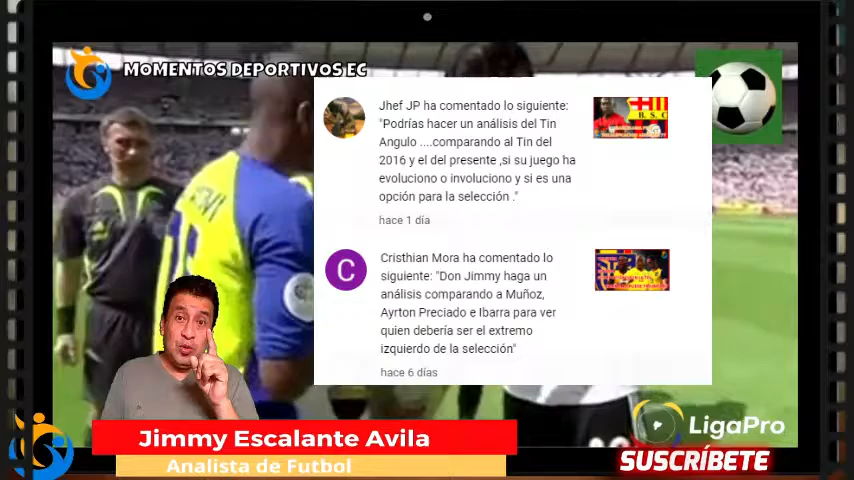 MOMENTOS DEPORTIVOS EC
Jhef JP ha comentado lo siguiente:
"Podrías hacer un análisis del Tin
Angulo ....comparando al Tin del
2016 y el del presente ,si su juego ha
evoluciono o involuciono y si es una
opción para la selección ."
hace 1 día
B. S. C
C
Cristhian Mora ha comentado lo
siguiente: "Don Jimmy haga un
análisis comparando a Muñoz,
Ayrton Preciado e Ibarra para ver
quien debería ser el extremo
izquierdo de la selección"
hace 6 días
Jimmy Escalante Avila
Analista de Futbol
LigaPro
SUSCRÍBETE